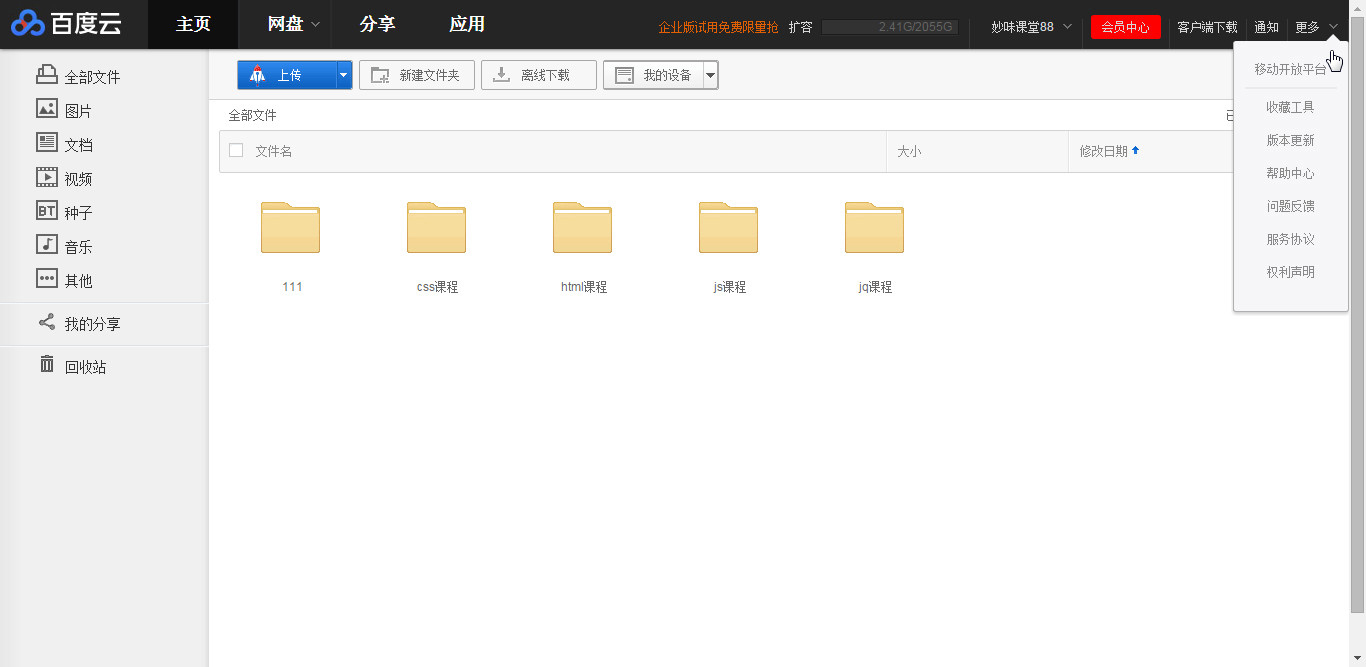 百度云
主页 网盘 分享 应用 企业版试用免费限量抢 扩容 2.41G/2055G 妙味课堂88 会员中心 客户端下载 通知 更多
全部文件
图片
文档
视频
BT 种子
音乐
其他
我的分享
回收站
上传 新建文件夹 离线下载 我的设备
全部文件
文件名 大小 修改日期
111 css课程 html课程 js课程 jq课程
移动开放平台
收藏工具
版本更新
帮助中心
问题反馈
服务协议
权利声明